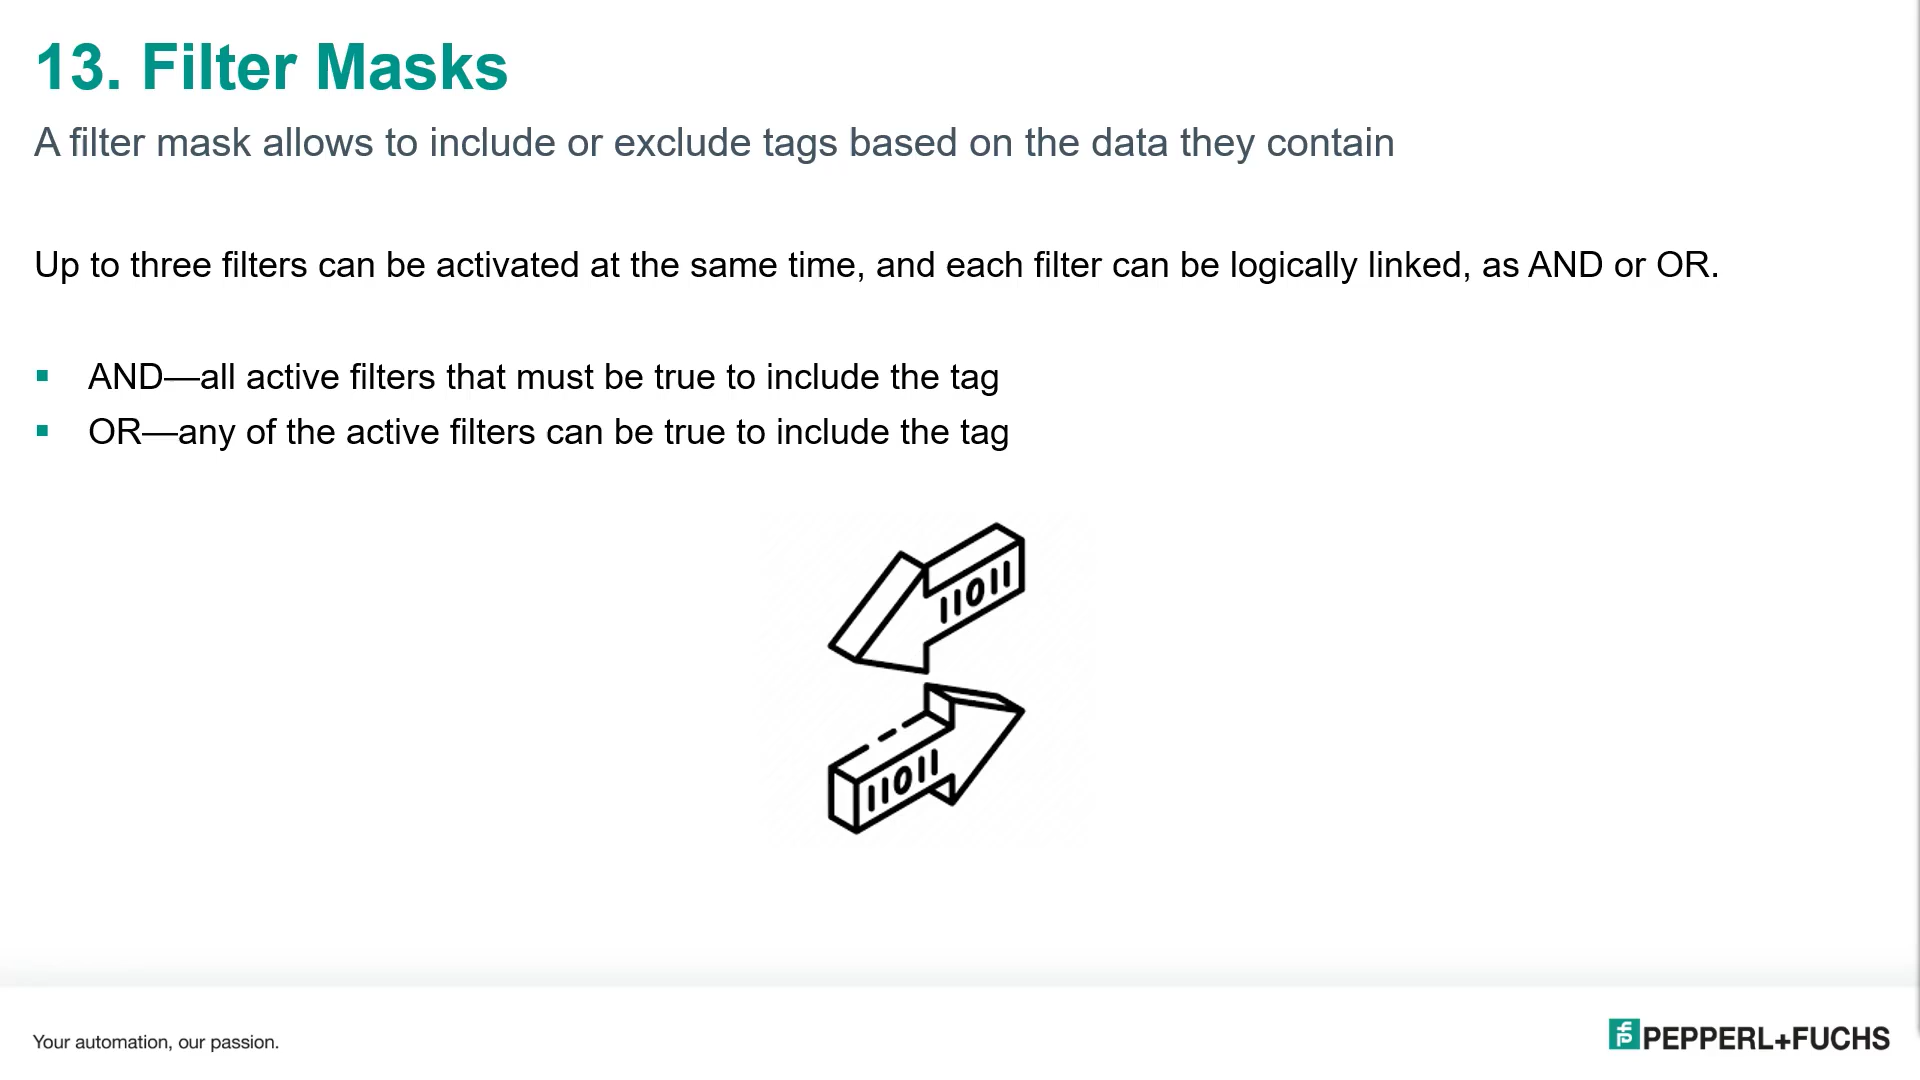 13. Filter Masks
A filter mask allows to include or exclude tags based on the data they contain
Up to three filters can be activated at the same time, and each filter can be logically linked, as AND or OR.
▪ AND—all active filters that must be true to include the tag
▪ OR—any of the active filters can be true to include the tag
11011
11011
Your automation, our passion.
PEPPERL+FUCHS